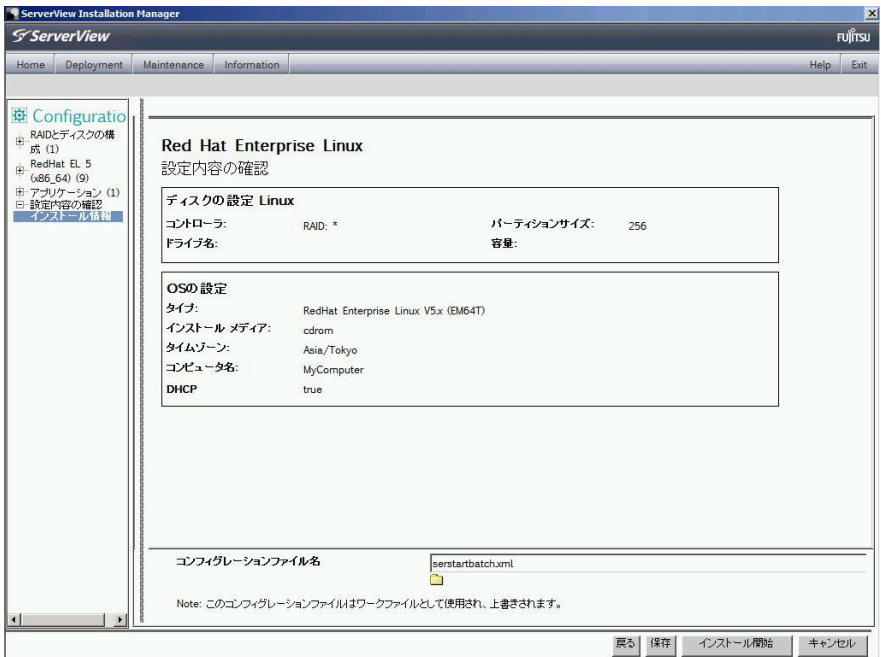 ServerView Installation Manager
ServerView
FUJITSU
Home Deployment Maintenance Information Help Exit
Configuratio
RAIDとディスクの構
成 (1)
RedHat EL 5
(x86_64) (9)
アプリケーション (1)
設定内容の確認
インストール情報
Red Hat Enterprise Linux
設定内容の確認
ディスクの設定 Linux
コントローラ: RAID: * パーティションサイズ: 256
ドライブ名: 容量:
OSの設定
タイプ: RedHat Enterprise Linux V5.x (EM64T)
インストール メディア: cdrom
タイムゾーン: Asia/Tokyo
コンピュータ名: MyComputer
DHCP true
コンフィグレーションファイル名 serstartbatch.xml
Note: このコンフィグレーションファイルはワークファイルとして使用され、上書きされます。
戻る 保存 インストール開始 キャンセル